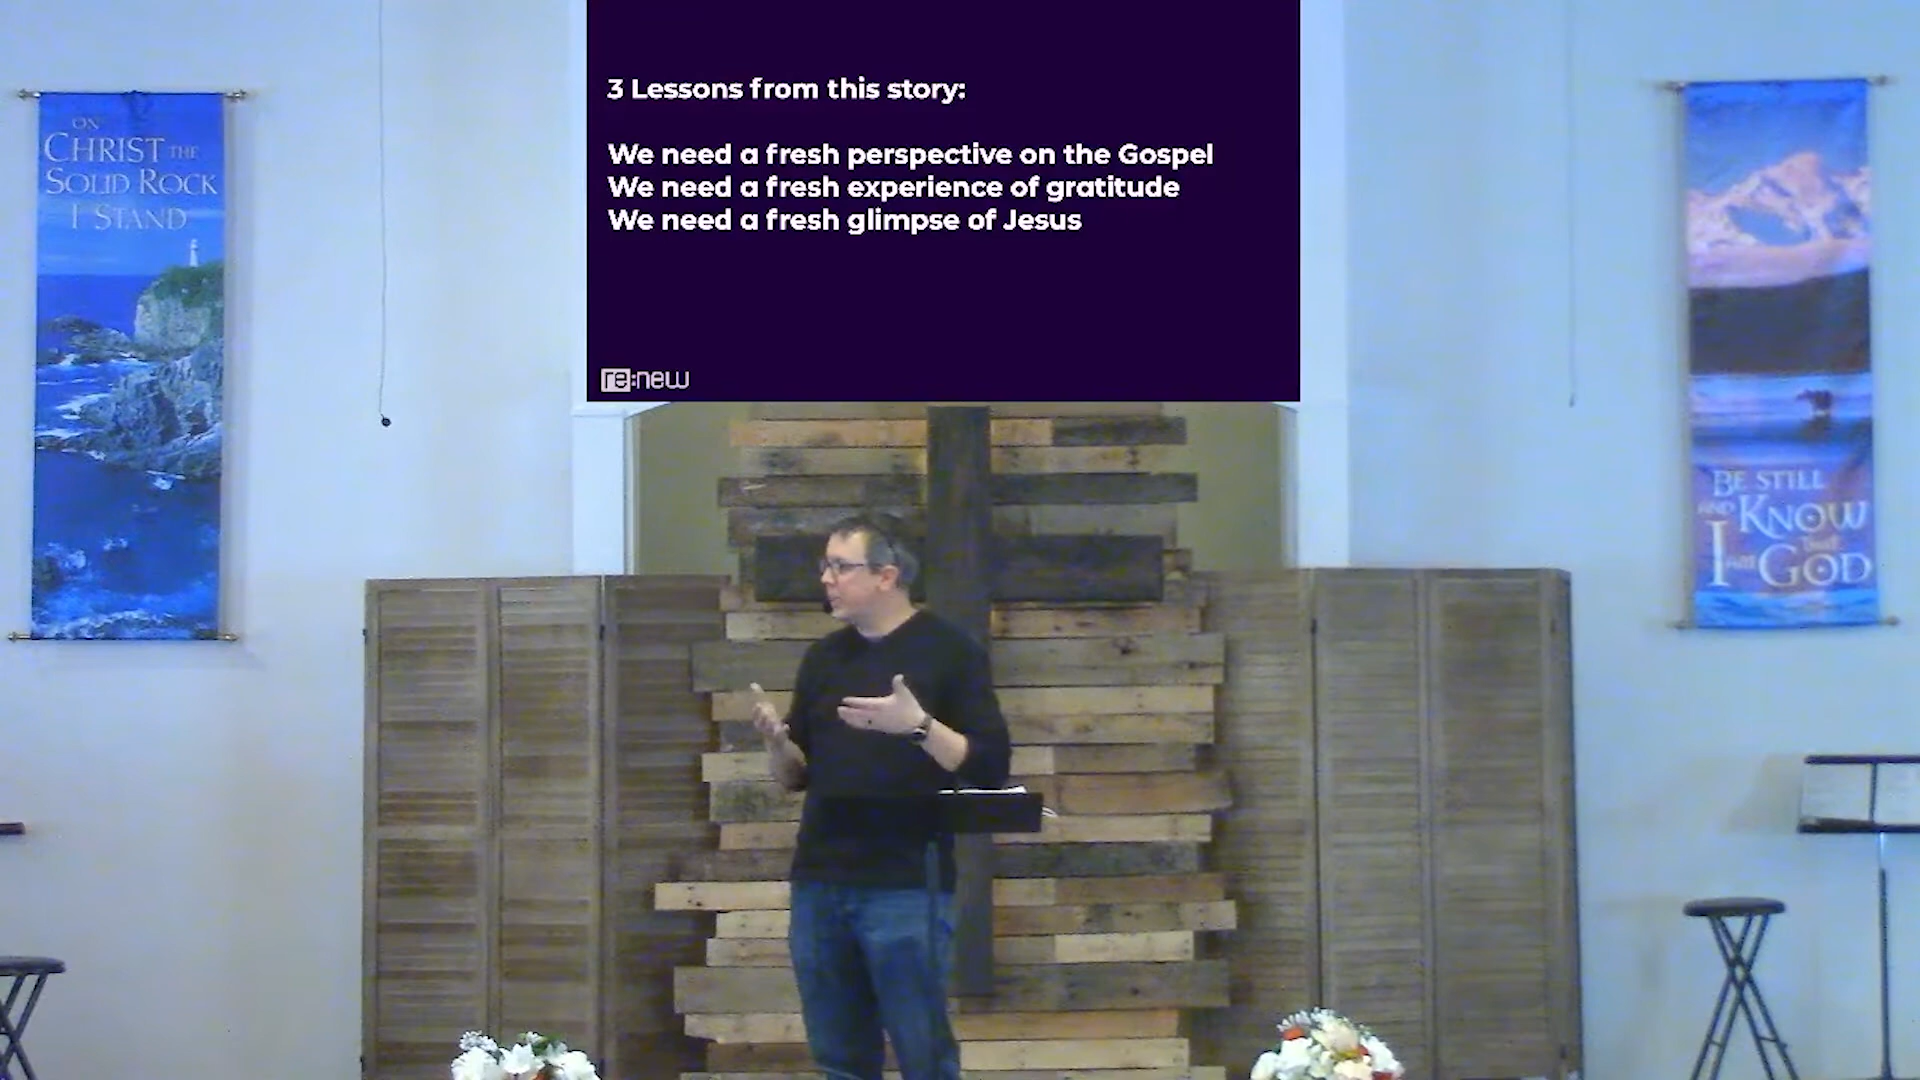 3 Lessons from this story:
We need a fresh perspective on the Gospel
We need a fresh experience of gratitude
We need a fresh glimpse of Jesus
re:new
ON
CHRIST THE
SOLID ROCK
I STAND
BE STILL
AND KNOW
that
I am GOD